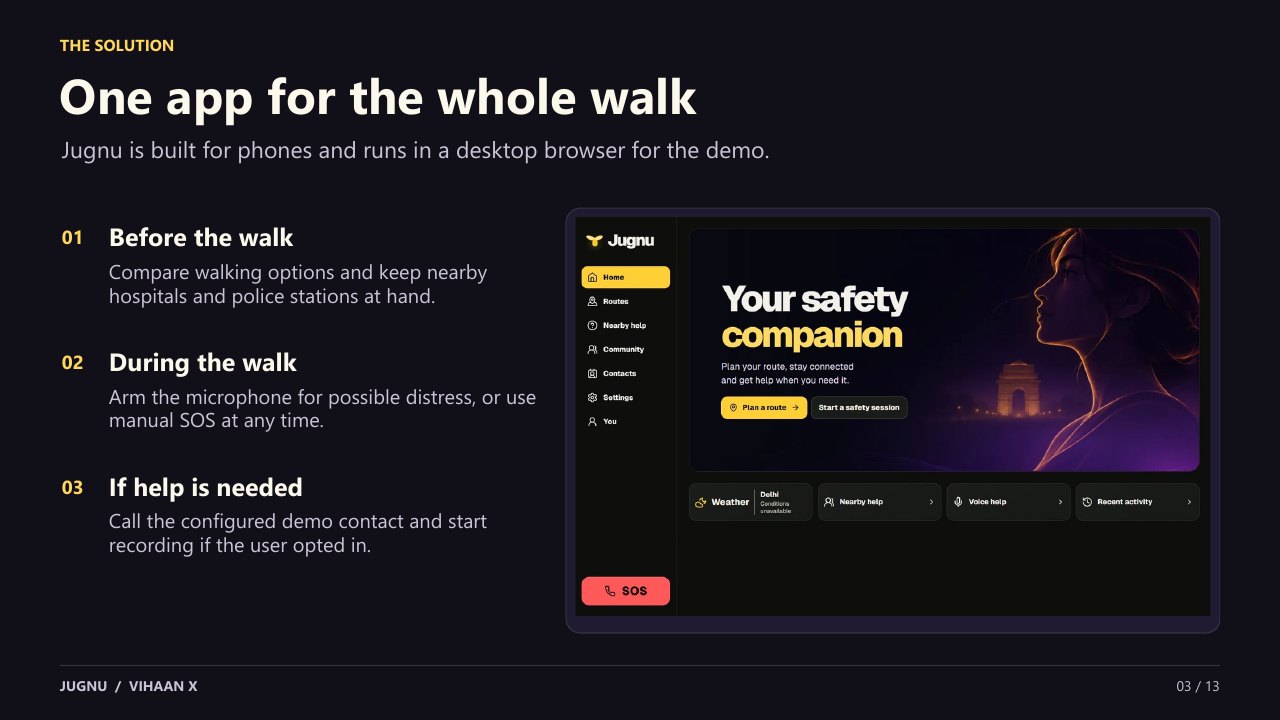 THE SOLUTION
One app for the whole walk
Jugnu is built for phones and runs in a desktop browser for the demo.
01
Before the walk
Compare walking options and keep nearby
hospitals and police stations at hand.
02
During the walk
Arm the microphone for possible distress, or use
manual SOS at any time.
03
If help is needed
Call the configured demo contact and start
recording if the user opted in.
Jugnu
Home
Routes
Nearby help
Community
Contacts
Settings
You
SOS
Your safety
companion
Plan your route, stay connected
and get help when you need it.
Plan a route
Start a safety session
Weather
Delhi
Conditions
unavailable
Nearby help
Voice help
Recent activity
JUGNU / VIHAAN X
03 / 13